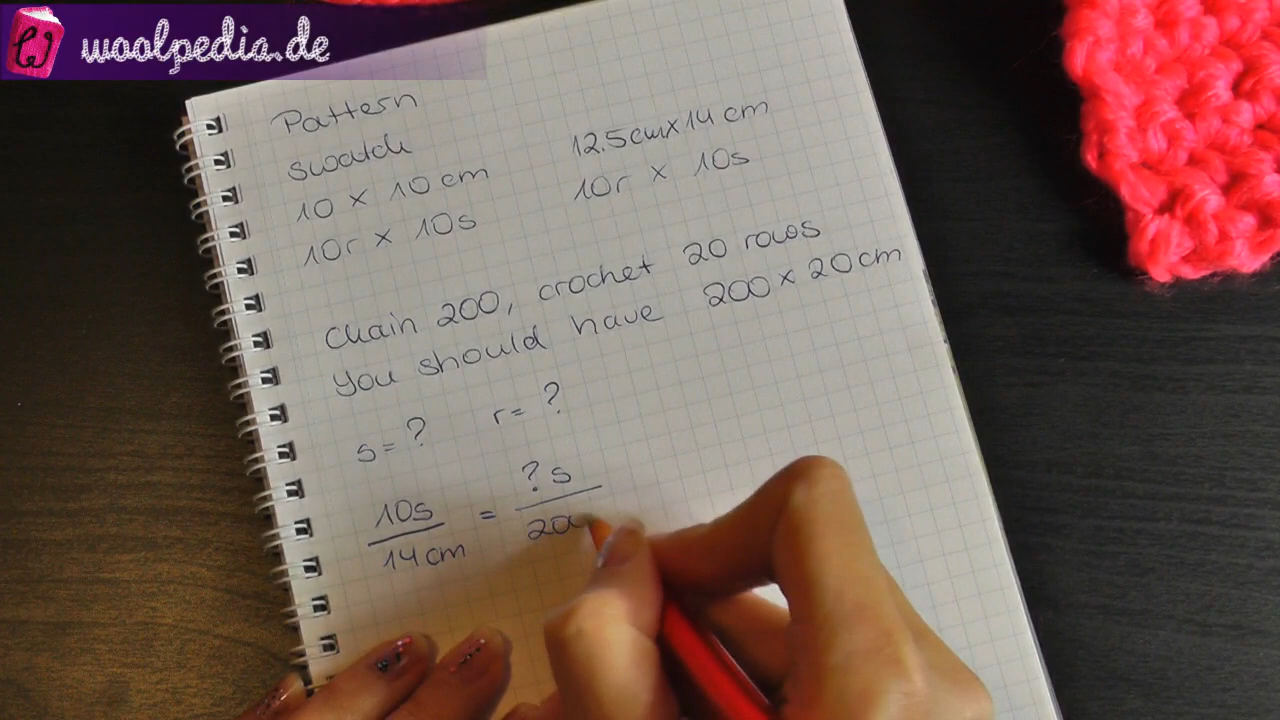 woolpedia.de
Pattern
swatch
10 x 10 cm
10r x 10s
12.5cm x 14 cm
10r x 10s
Chain 200, crochet 20 rows
You should have 200 x 20 cm
s = ? r = ?
10s
14 cm
=
? s
200